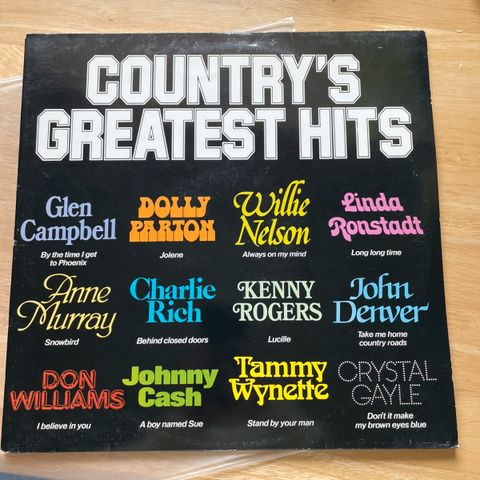 COUNTRY'S
GREATEST HITS
Glen
Campbell
By the time I get
to Phoenix
DOLLY
PARTON
Jolene
Willie
Nelson
Always on my mind
Linda
Ronstadt
Long long time
Anne
Murray
Snowbird
Charlie
Rich
Behind closed doors
KENNY
ROGERS
Lucille
John
Denver
Take me home
country roads
DON
WILLIAMS
I believe in you
Johnny
Cash
A boy named Sue
Tammy
Wynette
Stand by your man
CRYSTAL
GAYLE
Don't it make
my brown eyes blue